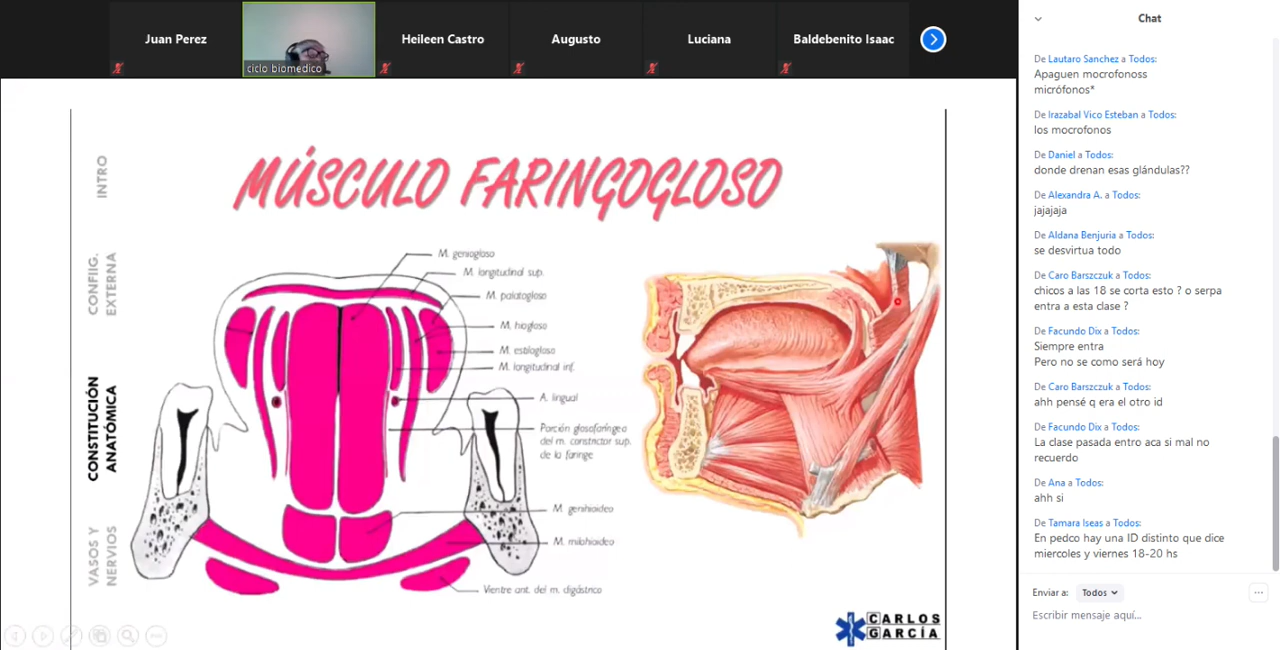 Juan Perez
ciclo biomedico
Heileen Castro
Augusto
Luciana
Baldebenito Isaac
MÚSCULO FARINGOGLOSO
INTRO
CONFIIG.
EXTERNA
CONSTITUCIÓN
ANATÓMICA
VASOS Y
NERVIOS
M. geniogloso
M. longitudinal sup.
M. palatogloso
M. hiogloso
M. estilogloso
M. longitudinal inf.
A. lingual
Porción glosofaríngea
del m. constrictor sup.
de la faringe
M. genihioideo
M. milohioideo
Vientre ant. del m. digástrico
CARLOS
GARCÍA
Chat
De Lautaro Sanchez a Todos:
Apaguen mocrofonoss
micrófonos*
De Irazabal Vico Esteban a Todos:
los mocrofonos
De Daniel a Todos:
donde drenan esas glándulas??
De Alexandra A. a Todos:
jajajaja
De Aldana Benjuria a Todos:
se desvirtua todo
De Caro Barszczuk a Todos:
chicos a las 18 se corta esto ? o serpa
entra a esta clase ?
De Facundo Dix a Todos:
Siempre entra
Pero no se como será hoy
De Caro Barszczuk a Todos:
ahh pensé q era el otro id
De Facundo Dix a Todos:
La clase pasada entro aca si mal no
recuerdo
De Ana a Todos:
ahh si
De Tamara Iseas a Todos:
En pedco hay una ID distinto que dice
miercoles y viernes 18-20 hs
Enviar a: Todos
Escribir mensaje aquí...